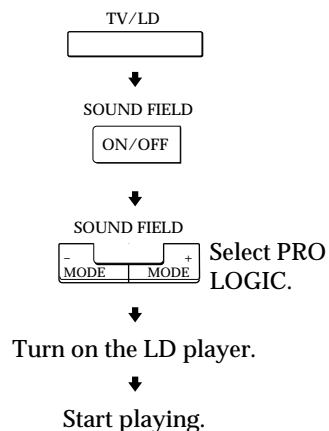 TV/LD
SOUND FIELD
ON/OFF
SOUND FIELD
– +
MODE MODE
Select PRO
LOGIC.
Turn on the LD player.
Start playing.